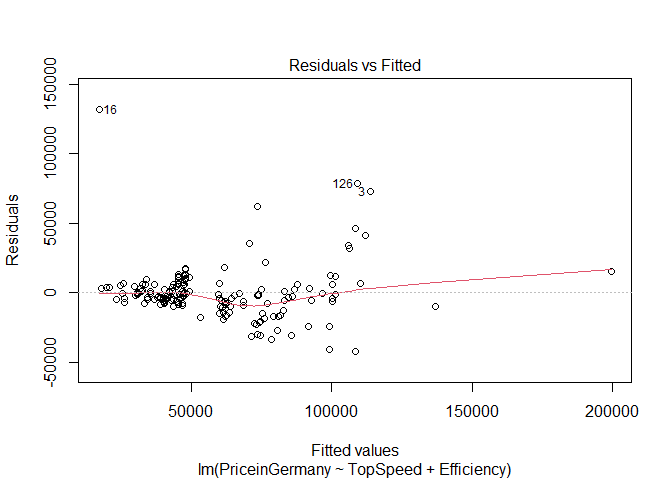 Residuals vs Fitted
150000
100000
50000
0
-50000
Residuals
16
126
3
50000 100000 150000 200000
Fitted values
lm(PriceinGermany ~ TopSpeed + Efficiency)